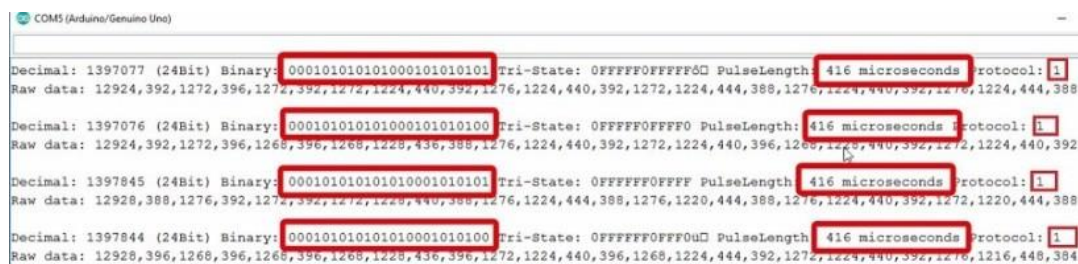 COM5 (Arduino/Genuino Uno)
Decimal: 1397077 (24Bit) Binary: 000101010101000101010101 Tri-State: 0FFFFF0FFFFFô□ PulseLength: 416 microseconds Protocol: 1
Raw data: 12924,392,1272,396,1272,392,1272,1224,440,392,1276,1224,440,392,1272,1224,444,388,1276,1224,440,392,1276,1224,444,388
Decimal: 1397076 (24Bit) Binary: 000101010101000101010100 Tri-State: 0FFFFF0FFFF0 PulseLength: 416 microseconds Protocol: 1
Raw data: 12924,392,1272,396,1268,396,1268,1228,436,388,1276,1224,440,392,1272,1224,440,396,1268,1228,440,392,1272,1224,440,392
Decimal: 1397845 (24Bit) Binary: 000101010101010001010101 Tri-State: 0FFFFFF0FFFF PulseLength: 416 microseconds Protocol: 1
Raw data: 12928,388,1276,392,1272,392,1272,1228,440,388,1276,1224,444,388,1276,1220,444,388,1276,1224,440,392,1272,1220,444,388
Decimal: 1397844 (24Bit) Binary: 000101010101010001010100 Tri-State: 0FFFFFF0FFF0u□ PulseLength: 416 microseconds Protocol: 1
Raw data: 12928,396,1268,396,1268,396,1268,1228,436,396,1272,1224,440,396,1268,1224,440,392,1276,1224,440,392,1272,1224,440,396,1216,448,384